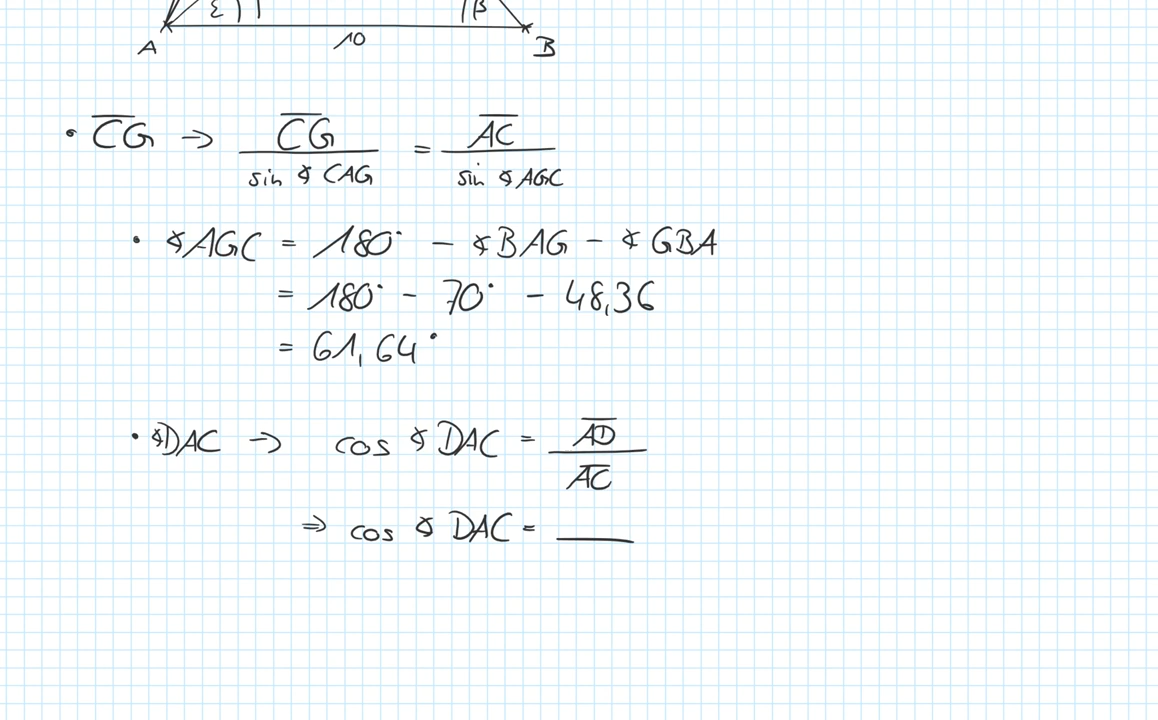 ε β
A 10 B
• CG → CG / sin ∢ CAG = AC / sin ∢ AGC
• ∢AGC = 180° - ∢BAG - ∢GBA
= 180° - 70° - 48,36
= 61,64°
• ∢DAC → cos ∢ DAC = AD / AC
⇒ cos ∢ DAC = ___